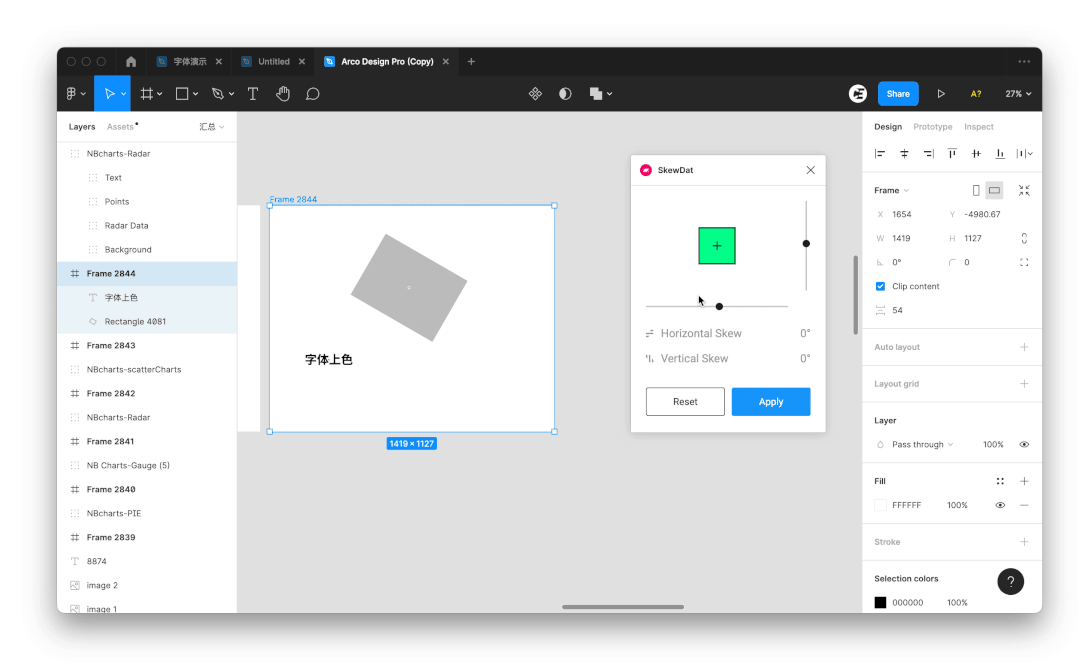 字体演示
Untitled
Arco Design Pro (Copy)
Share
A?
27%
Layers
Assets
汇总
NBcharts-Radar
Text
Points
Radar Data
Background
Frame 2844
字体上色
Rectangle 4081
Frame 2843
NBcharts-scatterCharts
Frame 2842
NBcharts-Radar
Frame 2841
NB Charts-Gauge (5)
Frame 2840
NBcharts-PIE
Frame 2839
8874
image 2
image 1
Frame 2844
字体上色
1419 × 1127
SkewDat
Horizontal Skew 0°
Vertical Skew 0°
Reset
Apply
Design
Prototype
Inspect
Frame
X 1654 Y -4980.67
W 1419 H 1127
0° 0
Clip content
54
Auto layout
Layout grid
Layer
Pass through 100%
Fill
FFFFFF 100%
Stroke
Selection colors
000000 100%
?